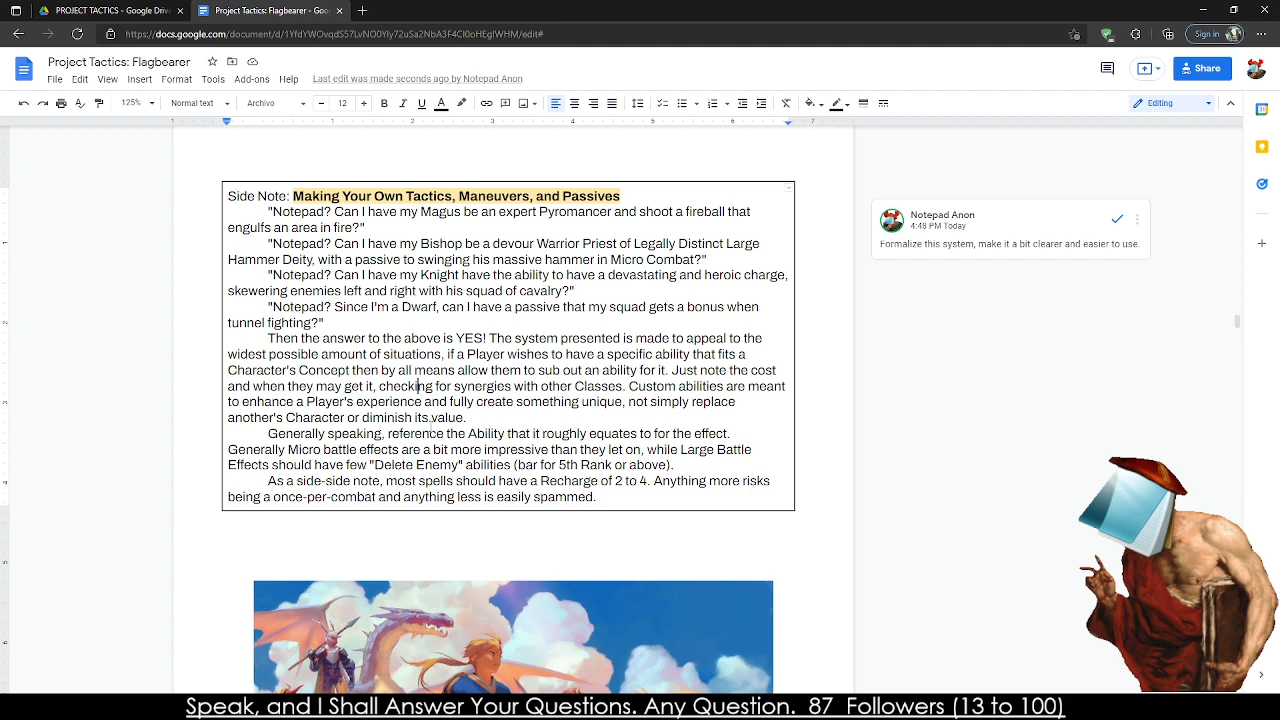 PROJECT TACTICS - Google Driv
Project Tactics: Flagbearer - Goo
https://docs.google.com/document/d/1YfdYWOvqdS57LvNO0Yly72uSa2NbA3F4Cl0oHEglWHM/edit#
Sign in
Project Tactics: Flagbearer
File Edit View Insert Format Tools Add-ons Help Last edit was made seconds ago by Notepad Anon
Share
125% Normal text Archivo 12 Editing
1 1 2 3 4 5 6 7
Side Note: Making Your Own Tactics, Maneuvers, and Passives
"Notepad? Can I have my Magus be an expert Pyromancer and shoot a fireball that
engulfs an area in fire?"
"Notepad? Can I have my Bishop be a devour Warrior Priest of Legally Distinct Large
Hammer Deity, with a passive to swinging his massive hammer in Micro Combat?"
"Notepad? Can I have my Knight have the ability to have a devastating and heroic charge,
skewering enemies left and right with his squad of cavalry?"
"Notepad? Since I'm a Dwarf, can I have a passive that my squad gets a bonus when
tunnel fighting?"
Then the answer to the above is YES! The system presented is made to appeal to the
widest possible amount of situations, if a Player wishes to have a specific ability that fits a
Character's Concept then by all means allow them to sub out an ability for it. Just note the cost
and when they may get it, checking for synergies with other Classes. Custom abilities are meant
to enhance a Player's experience and fully create something unique, not simply replace
another's Character or diminish its value.
Generally speaking, reference the Ability that it roughly equates to for the effect.
Generally Micro battle effects are a bit more impressive than they let on, while Large Battle
Effects should have few "Delete Enemy" abilities (bar for 5th Rank or above).
As a side-side note, most spells should have a Recharge of 2 to 4. Anything more risks
being a once-per-combat and anything less is easily spammed.
Notepad Anon
4:48 PM Today
Formalize this system, make it a bit clearer and easier to use.
Speak, and I Shall Answer Your Questions. Any Question. 87 Followers (13 to 100)